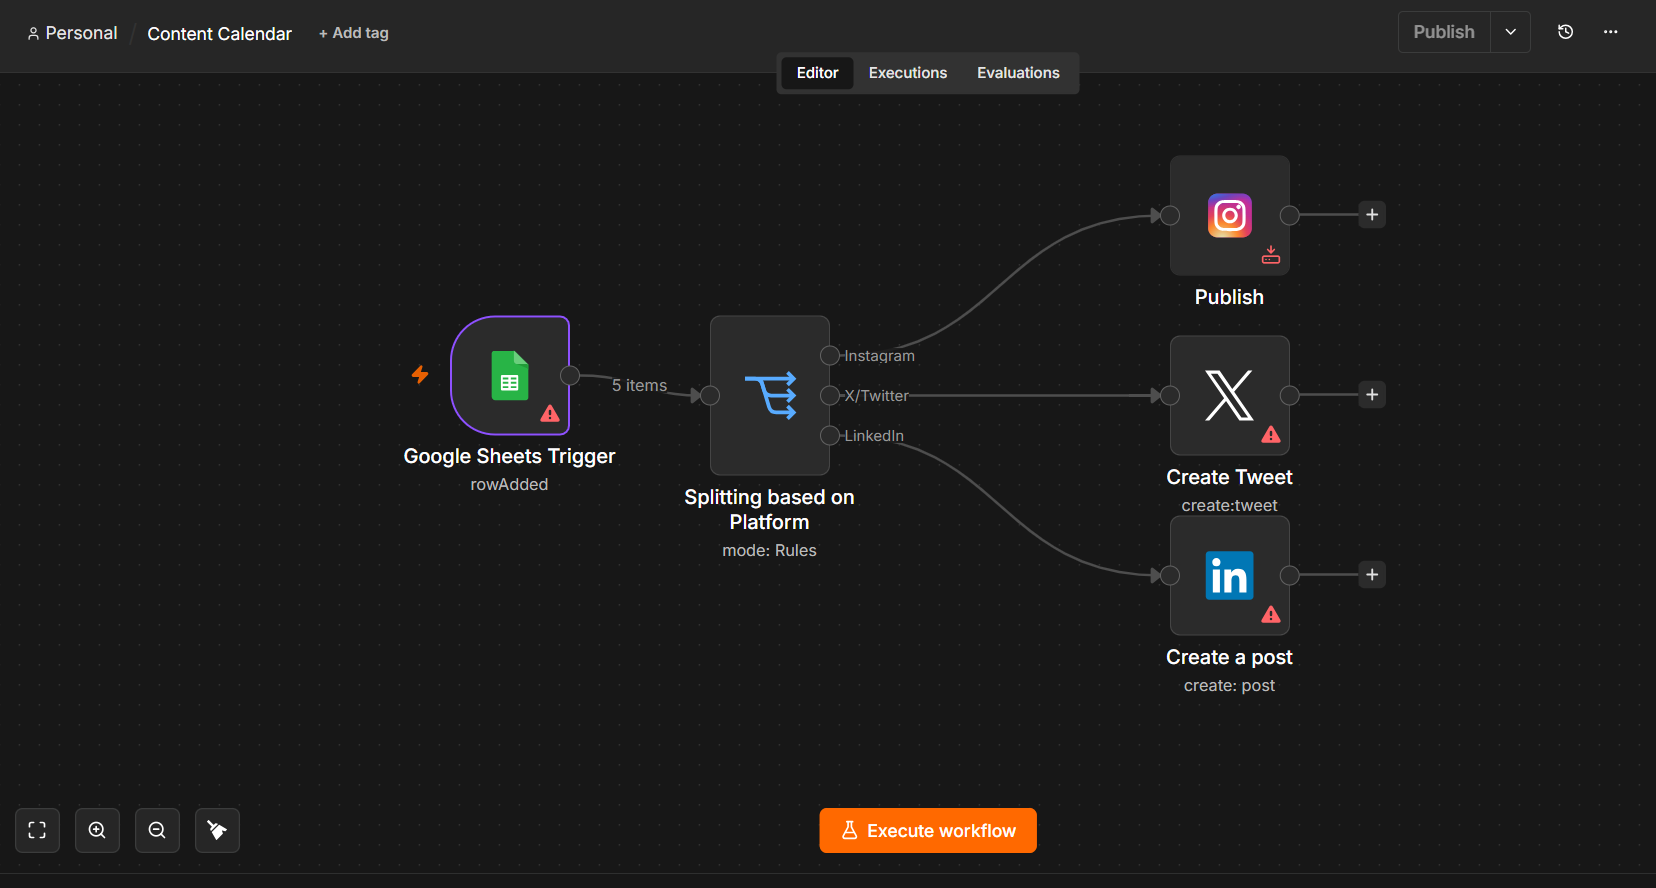 Personal / Content Calendar + Add tag
Publish
Editor Executions Evaluations
Publish
Instagram
5 items
X/Twitter
LinkedIn
Google Sheets Trigger
rowAdded
Create Tweet
create:tweet
Splitting based on
Platform
mode: Rules
in
Create a post
create: post
Execute workflow